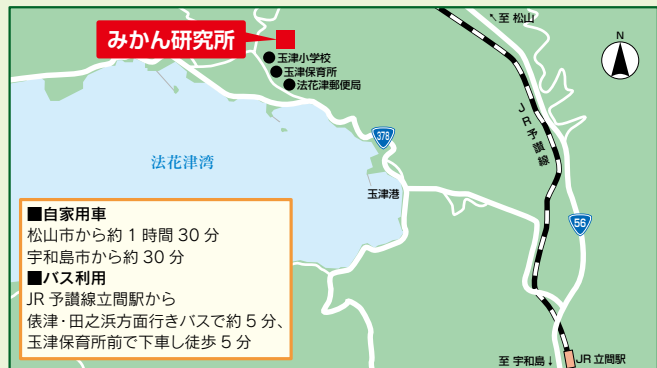 ↖至 松山
みかん研究所
N
●玉津小学校
●玉津保育所
●法花津郵便局
JR予讃線
378
法花津湾
玉津港
56
■自家用車
松山市から約 1 時間 30 分
宇和島市から約 30 分
■バス利用
JR 予讃線立間駅から
俵津・田之浜方面行きバスで約 5 分、
玉津保育所前で下車し徒歩 5 分
至 宇和島↓
JR 立間駅